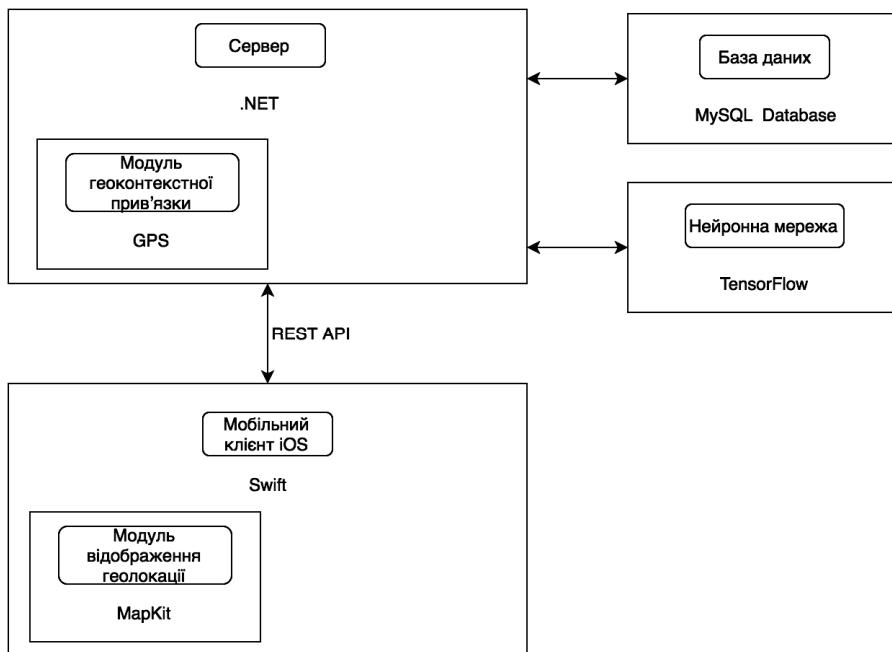 Сервер
.NET
Модуль
геоконтекстної
прив'язки
GPS
База даних
MySQL Database
Нейронна мережа
TensorFlow
REST API
Мобільний
клієнт iOS
Swift
Модуль
відображення
геолокації
MapKit